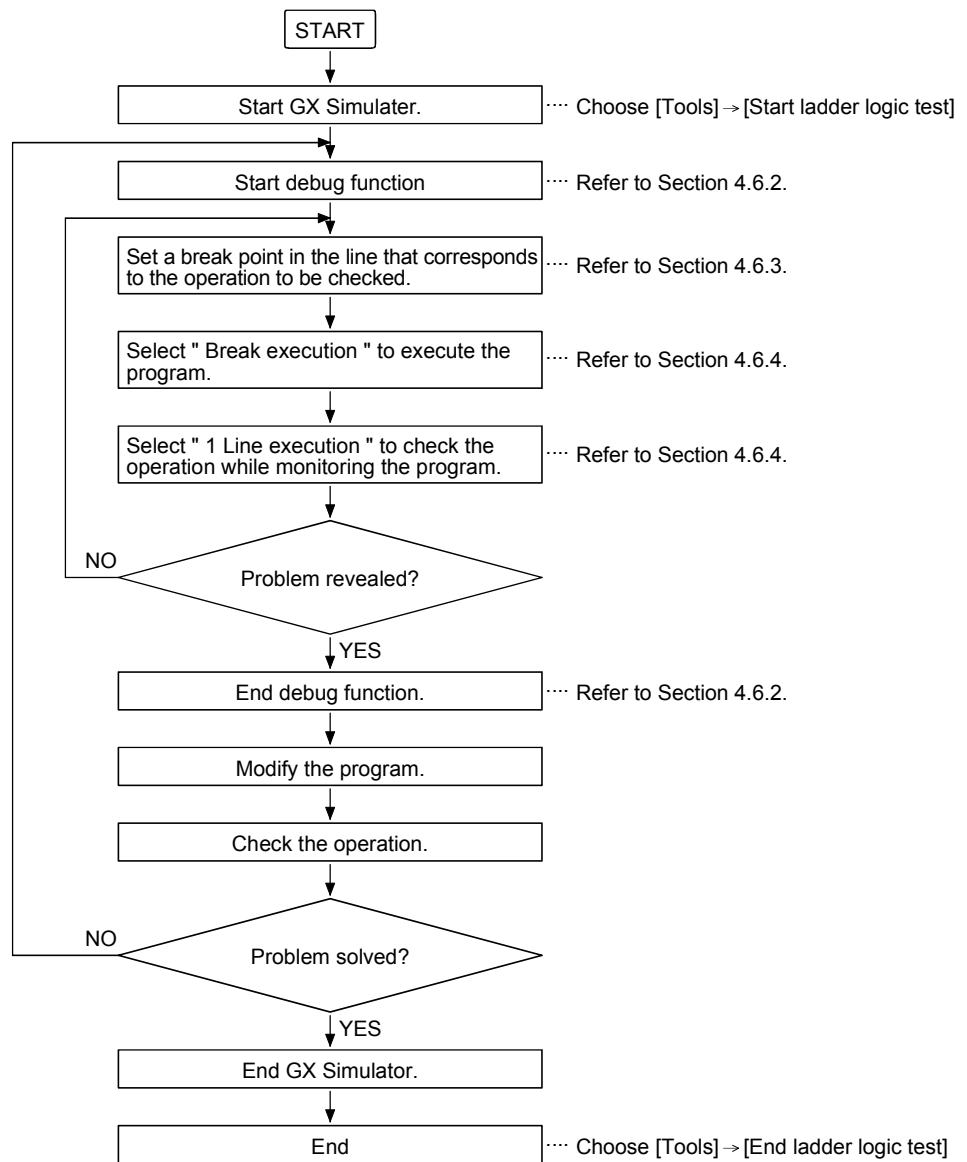 START
Start GX Simulater.
···· Choose [Tools] → [Start ladder logic test]
Start debug function
···· Refer to Section 4.6.2.
Set a break point in the line that corresponds
to the operation to be checked.
···· Refer to Section 4.6.3.
Select " Break execution " to execute the
program.
···· Refer to Section 4.6.4.
Select " 1 Line execution " to check the
operation while monitoring the program.
···· Refer to Section 4.6.4.
NO
Problem revealed?
YES
End debug function.
···· Refer to Section 4.6.2.
Modify the program.
Check the operation.
NO
Problem solved?
YES
End GX Simulator.
End
···· Choose [Tools] → [End ladder logic test]